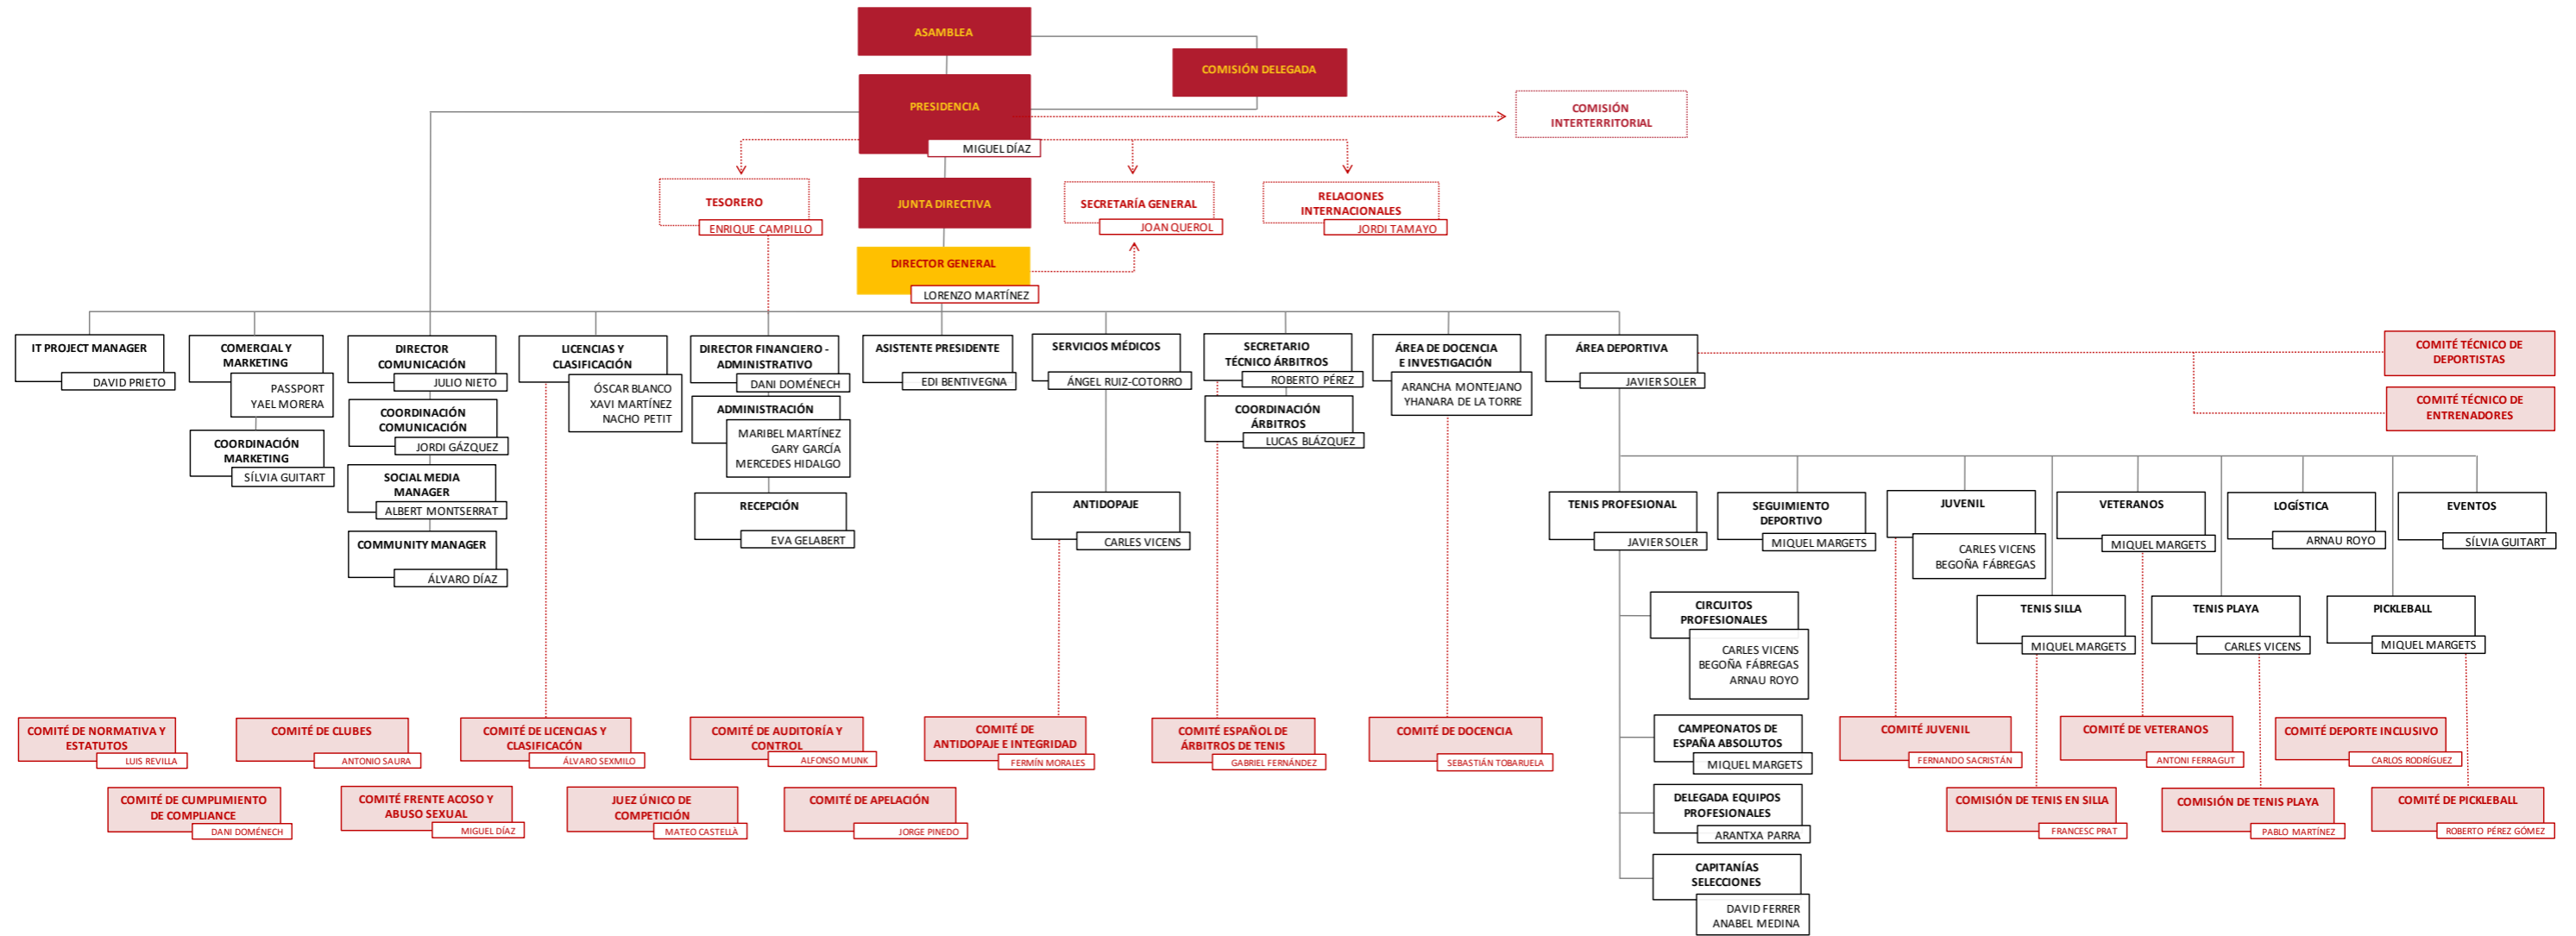 ASAMBLEA
COMISIÓN DELEGADA
PRESIDENCIA
MIGUEL DÍAZ
COMISIÓN
INTERTERRITORIAL
TESORERO
ENRIQUE CAMPILLO
JUNTA DIRECTIVA
SECRETARÍA GENERAL
JOAN QUEROL
RELACIONES
INTERNACIONALES
JORDI TAMAYO
DIRECTOR GENERAL
LORENZO MARTÍNEZ
IT PROJECT MANAGER
DAVID PRIETO
COMERCIAL Y
MARKETING
PASSPORT
YAEL MORERA
COORDINACIÓN
MARKETING
SÍLVIA GUITART
DIRECTOR
COMUNICACIÓN
JULIO NIETO
COORDINACIÓN
COMUNICACIÓN
JORDI GÁZQUEZ
SOCIAL MEDIA
MANAGER
ALBERT MONTSERRAT
COMMUNITY MANAGER
ÁLVARO DÍAZ
LICENCIAS Y
CLASIFICACIÓN
ÓSCAR BLANCO
XAVI MARTÍNEZ
NACHO PETIT
DIRECTOR FINANCIERO -
ADMINISTRATIVO
DANI DOMÉNECH
ADMINISTRACIÓN
MARIBEL MARTÍNEZ
GARY GARCÍA
MERCEDES HIDALGO
RECEPCIÓN
EVA GELABERT
ASISTENTE PRESIDENTE
EDI BENTIVEGNA
SERVICIOS MÉDICOS
ÁNGEL RUIZ-COTORRO
ANTIDOPAJE
CARLES VICENS
SECRETARIO
TÉCNICO ÁRBITROS
ROBERTO PÉREZ
COORDINACIÓN
ÁRBITROS
LUCAS BLÁZQUEZ
ÁREA DE DOCENCIA
E INVESTIGACIÓN
ARANCHA MONTEJANO
YHANARA DE LA TORRE
ÁREA DEPORTIVA
JAVIER SOLER
COMITÉ TÉCNICO DE
DEPORTISTAS
COMITÉ TÉCNICO DE
ENTRENADORES
TENIS PROFESIONAL
JAVIER SOLER
SEGUIMIENTO
DEPORTIVO
MIQUEL MARGETS
JUVENIL
CARLES VICENS
BEGOÑA FÁBREGAS
VETERANOS
MIQUEL MARGETS
LOGÍSTICA
ARNAU ROYO
EVENTOS
SÍLVIA GUITART
TENIS SILLA
MIQUEL MARGETS
TENIS PLAYA
CARLES VICENS
PICKLEBALL
MIQUEL MARGETS
CIRCUITOS
PROFESIONALES
CARLES VICENS
BEGOÑA FÁBREGAS
ARNAU ROYO
CAMPEONATOS DE
ESPAÑA ABSOLUTOS
MIQUEL MARGETS
DELEGADA EQUIPOS
PROFESIONALES
ARANTXA PARRA
CAPITANÍAS
SELECCIONES
DAVID FERRER
ANABEL MEDINA
COMITÉ DE NORMATIVA Y
ESTATUTOS
LUIS REVILLA
COMITÉ DE CLUBES
ANTONIO SAURA
COMITÉ DE LICENCIAS Y
CLASIFICACÓN
ÁLVARO SEXMILO
COMITÉ DE AUDITORÍA Y
CONTROL
ALFONSO MUNK
COMITÉ DE
ANTIDOPAJE E INTEGRIDAD
FERMÍN MORALES
COMITÉ ESPAÑOL DE
ÁRBITROS DE TENIS
GABRIEL FERNÁNDEZ
COMITÉ DE DOCENCIA
SEBASTIÁN TOBARUELA
COMITÉ JUVENIL
FERNANDO SACRISTÁN
COMITÉ DE VETERANOS
ANTONI FERRAGUT
COMITÉ DEPORTE INCLUSIVO
CARLOS RODRÍGUEZ
COMITÉ DE CUMPLIMIENTO
DE COMPLIANCE
DANI DOMÉNECH
COMITÉ FRENTE ACOSO Y
ABUSO SEXUAL
MIGUEL DÍAZ
JUEZ ÚNICO DE
COMPETICIÓN
MATEO CASTELLÀ
COMITÉ DE APELACIÓN
JORGE PINEDO
COMISIÓN DE TENIS EN SILLA
FRANCESC PRAT
COMISIÓN DE TENIS PLAYA
PABLO MARTÍNEZ
COMITÉ DE PICKLEBALL
ROBERTO PÉREZ GÓMEZ